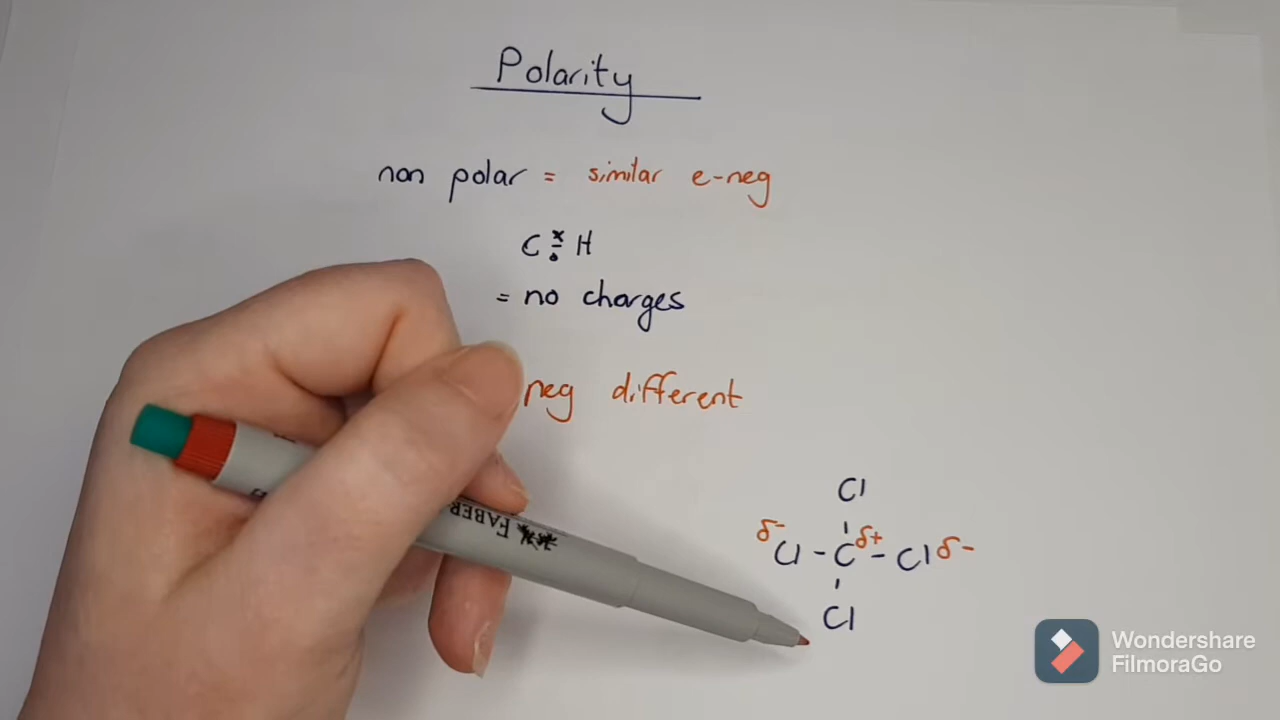 Polarity
non polar = similar e-neg
C × - • H
= no charges
neg different
Cl
δ- Cl - C δ+ - Cl δ-
Cl
FABER
Wondershare
FilmoraGo